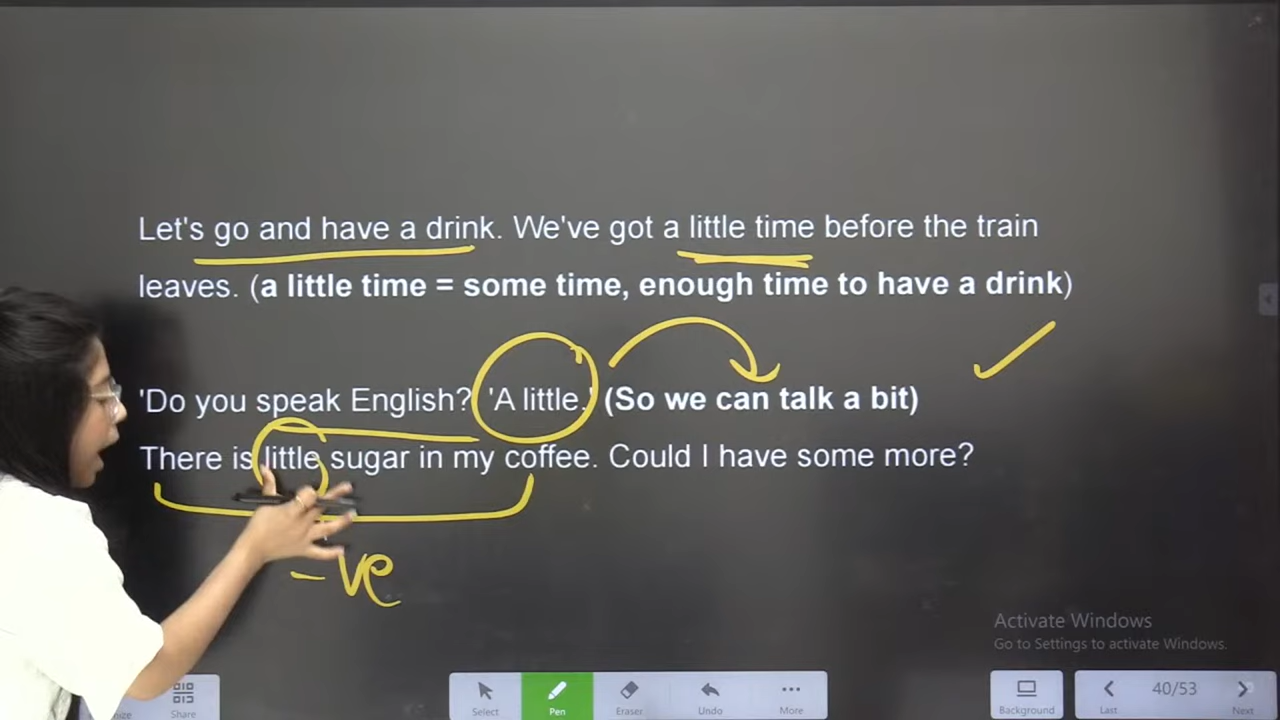 Let's go and have a drink. We've got a little time before the train
leaves. (a little time = some time, enough time to have a drink)
'Do you speak English? 'A little.' (So we can talk a bit)
There is little sugar in my coffee. Could I have some more?
-ve
Activate Windows
Go to Settings to activate Windows.
Share
Select
Pen
Eraser
Undo
More
Background
Last
40/53
Next